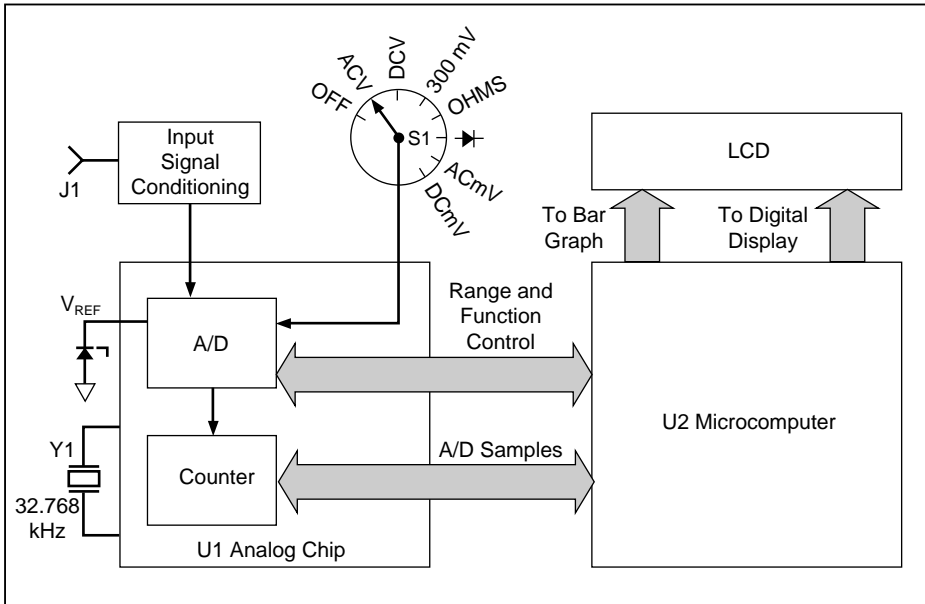 OFF
ACV
DCV
300 mV
OHMS
ACmV
DCmV
S1
Input
Signal
Conditioning
J1
LCD
To Bar
Graph
To Digital
Display
VREF
A/D
Range and
Function
Control
U2 Microcomputer
Y1
32.768
kHz
Counter
A/D Samples
U1 Analog Chip